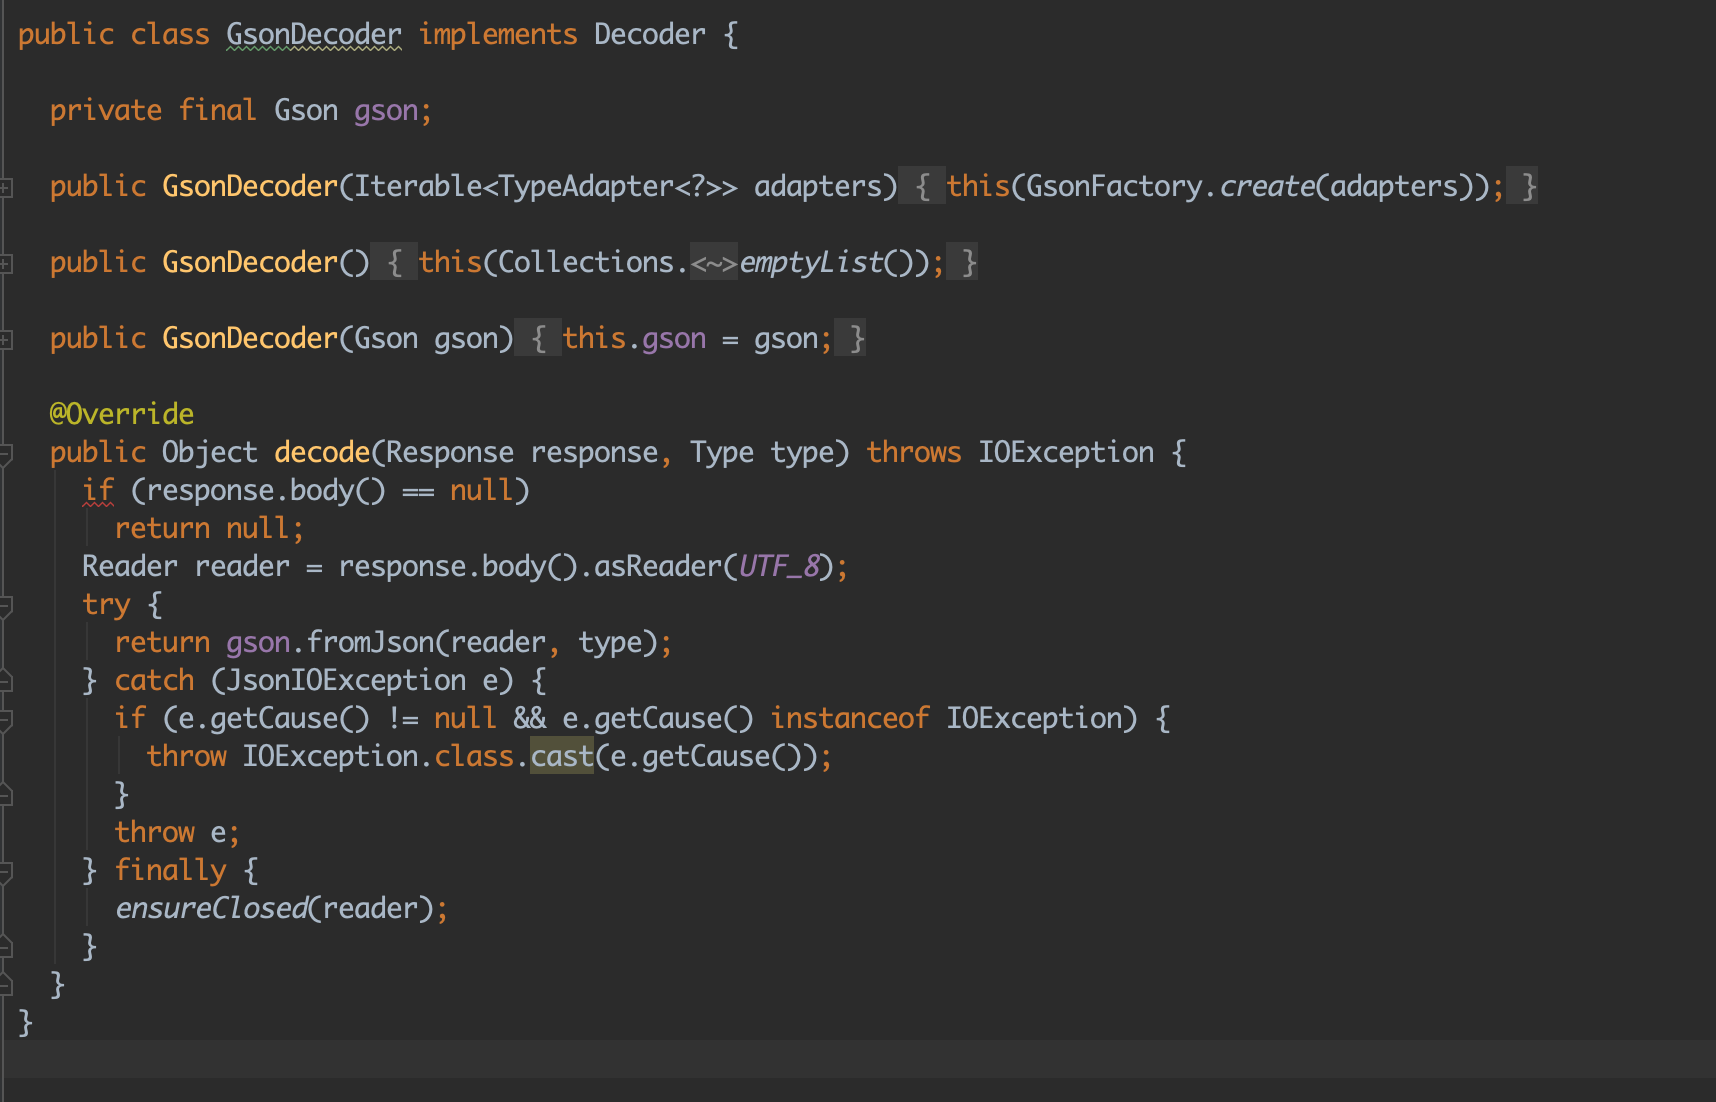 public class GsonDecoder implements Decoder {
private final Gson gson;
public GsonDecoder(Iterable<TypeAdapter<?>> adapters) { this(GsonFactory.create(adapters)); }
public GsonDecoder() { this(Collections.<~>emptyList()); }
public GsonDecoder(Gson gson) { this.gson = gson; }
@Override
public Object decode(Response response, Type type) throws IOException {
if (response.body() == null)
return null;
Reader reader = response.body().asReader(UTF_8);
try {
return gson.fromJson(reader, type);
} catch (JsonIOException e) {
if (e.getCause() != null && e.getCause() instanceof IOException) {
throw IOException.class.cast(e.getCause());
}
throw e;
} finally {
ensureClosed(reader);
}
}
}